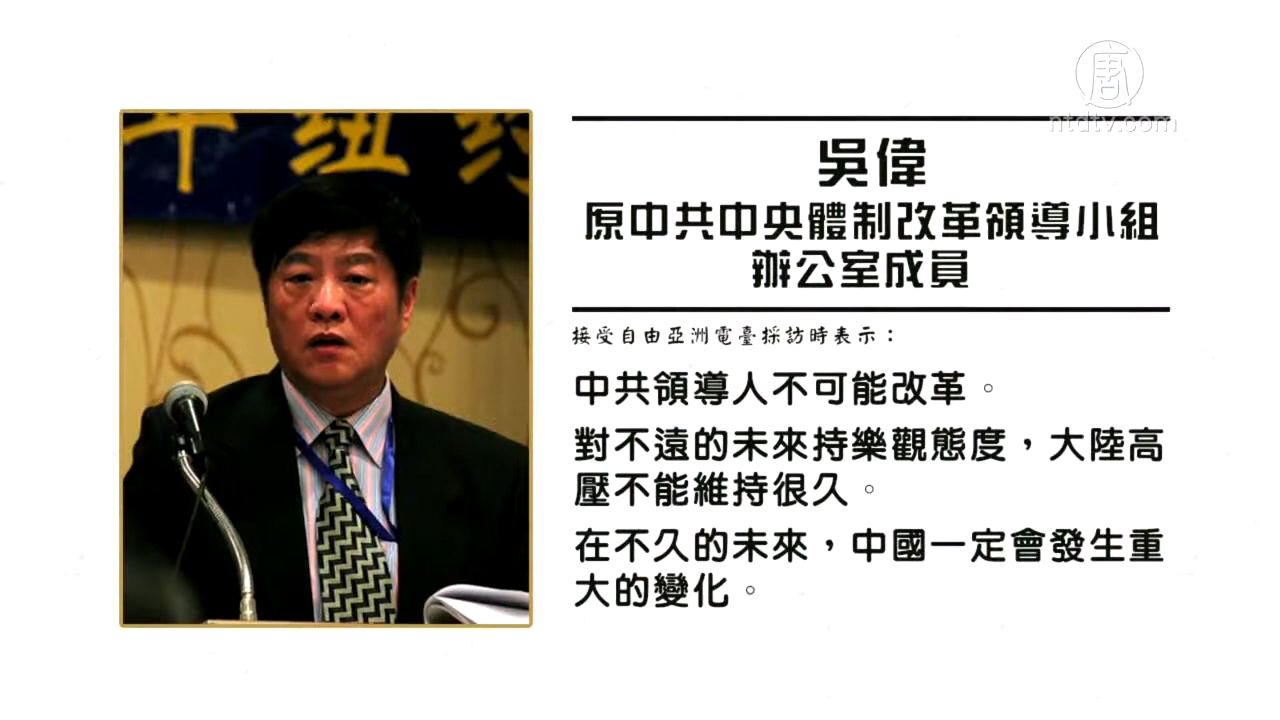 唐
ntdtv.com
年纽约
吳偉
原中共中央體制改革領導小組
辦公室成員
接受自由亞洲電臺採訪時表示：
中共領導人不可能改革。
對不遠的未來持樂觀態度，大陸高
壓不能維持很久。
在不久的未來，中國一定會發生重
大的變化。